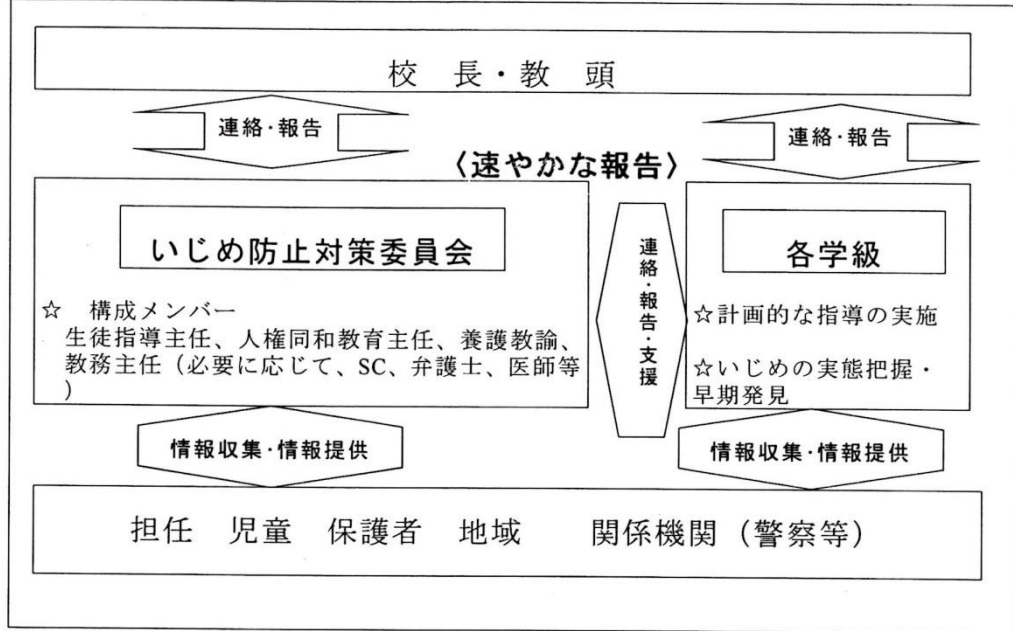 校　長・教　頭
連絡・報告
連絡・報告
〈速やかな報告〉
いじめ防止対策委員会
☆　構成メンバー
生徒指導主任、人権同和教育主任、養護教諭、
教務主任（必要に応じて、SC、弁護士、医師等
）
連絡・報告・支援
各学級
☆計画的な指導の実施
☆いじめの実態把握・
早期発見
情報収集・情報提供
情報収集・情報提供
担任　児童　保護者　地域　　関係機関（警察等）